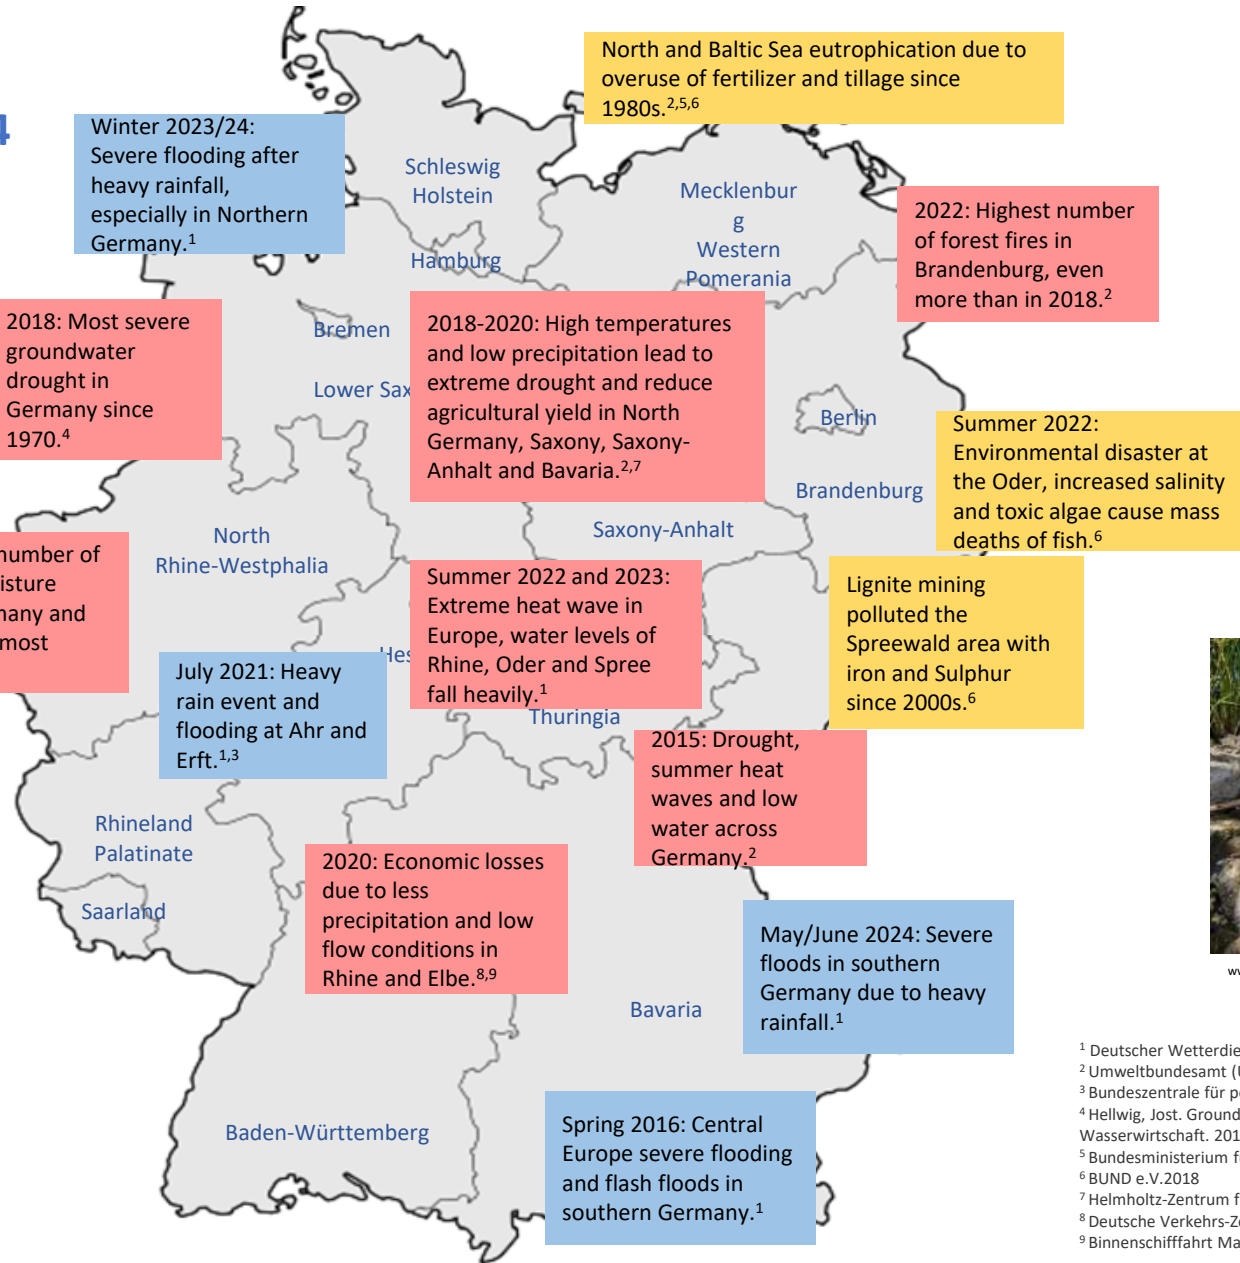 North and Baltic Sea eutrophication due to
overuse of fertilizer and tillage since
1980s.2,5,6
4
Winter 2023/24:
Severe flooding after
heavy rainfall,
especially in Northern
Germany.1
Schleswig
Holstein
Mecklenbur
g
Western
Pomerania
2022: Highest number
of forest fires in
Brandenburg, even
more than in 2018.2
Hamburg
2018: Most severe
groundwater
drought in
Germany since
1970.4
Bremen
Lower Sax
2018-2020: High temperatures
and low precipitation lead to
extreme drought and reduce
agricultural yield in North
Germany, Saxony, Saxony-
Anhalt and Bavaria.2,7
Berlin
Summer 2022:
Environmental disaster at
the Oder, increased salinity
and toxic algae cause mass
deaths of fish.6
Brandenburg
North
Rhine-Westphalia
Saxony-Anhalt
number of
isture
many and
most
Summer 2022 and 2023:
Extreme heat wave in
Europe, water levels of
Rhine, Oder and Spree
fall heavily.1
Lignite mining
polluted the
Spreewald area with
iron and Sulphur
since 2000s.6
Hes
July 2021: Heavy
rain event and
flooding at Ahr and
Erft.1,3
Thuringia
2015: Drought,
summer heat
waves and low
water across
Germany.2
Rhineland
Palatinate
Saarland
2020: Economic losses
due to less
precipitation and low
flow conditions in
Rhine and Elbe.8,9
May/June 2024: Severe
floods in southern
Germany due to heavy
rainfall.1
Bavaria
Baden-Württemberg
Spring 2016: Central
Europe severe flooding
and flash floods in
southern Germany.1
1 Deutscher Wetterdie
2 Umweltbundesamt (U
3 Bundeszentrale für p
4 Hellwig, Jost. Ground
Wasserwirtschaft. 201
5 Bundesministerium f
6 BUND e.V.2018
7 Helmholtz-Zentrum f
8 Deutsche Verkehrs-Z
9 Binnenschifffahrt Ma